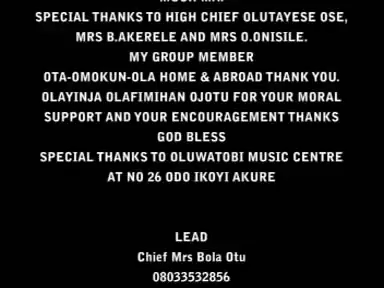 SPECIAL THANKS TO HIGH CHIEF OLUTAYESE OSE,
MRS B.AKERELE AND MRS O.ONISILE.
MY GROUP MEMBER
OTA-OMOKUN-OLA HOME & ABROAD THANK YOU.
OLAYINJA OLAFIMIHAN OJOTU FOR YOUR MORAL
SUPPORT AND YOUR ENCOURAGEMENT THANKS
GOD BLESS
SPECIAL THANKS TO OLUWATOBI MUSIC CENTRE
AT NO 26 ODO IKOYI AKURE
LEAD
Chief Mrs Bola Otu
08033532856